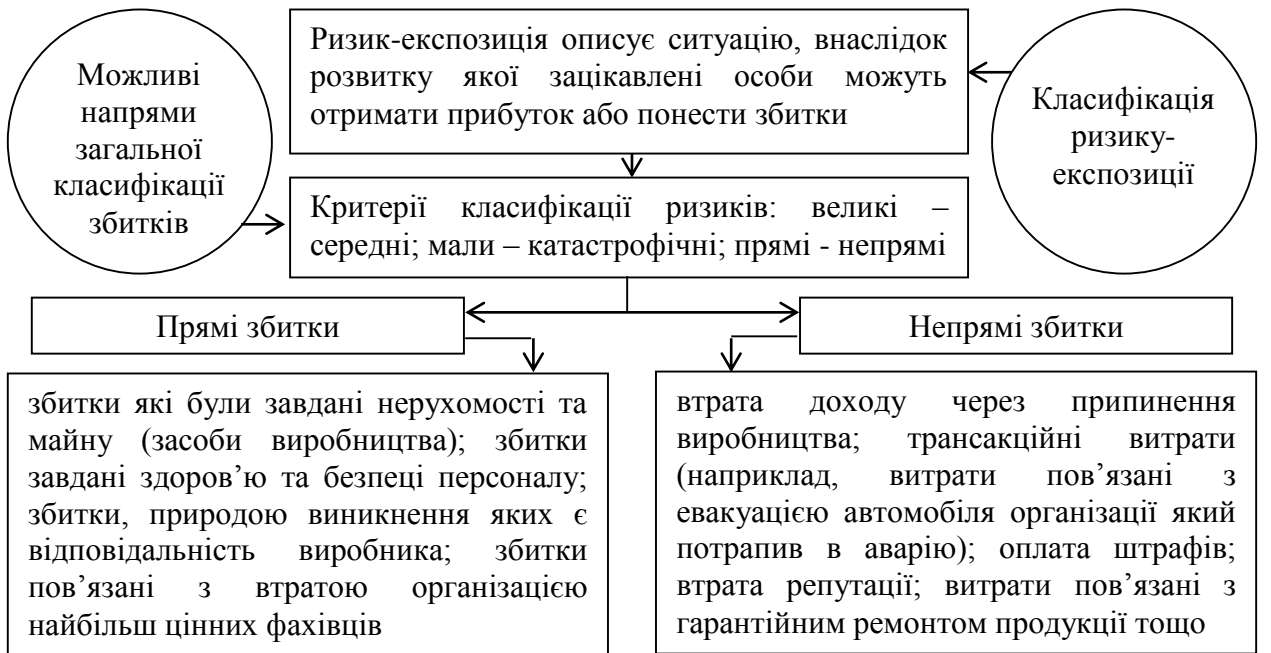 Можливі
напрями
загальної
класифікації
збитків
Ризик-експозиція описує ситуацію, внаслідок
розвитку якої зацікавлені особи можуть
отримати прибуток або понести збитки
Класифікація
ризику-
експозиції
Критерії класифікації ризиків: великі –
середні; мали – катастрофічні; прямі - непрямі
Прямі збитки
Непрямі збитки
збитки які були завдані нерухомості та
майну (засоби виробництва); збитки
завдані здоров’ю та безпеці персоналу;
збитки, природою виникнення яких є
відповідальність виробника; збитки
пов’язані з втратою організацією
найбільш цінних фахівців
втрата доходу через припинення
виробництва; трансакційні витрати
(наприклад, витрати пов’язані з
евакуацією автомобіля організації який
потрапив в аварію); оплата штрафів;
втрата репутації; витрати пов’язані з
гарантійним ремонтом продукції тощо